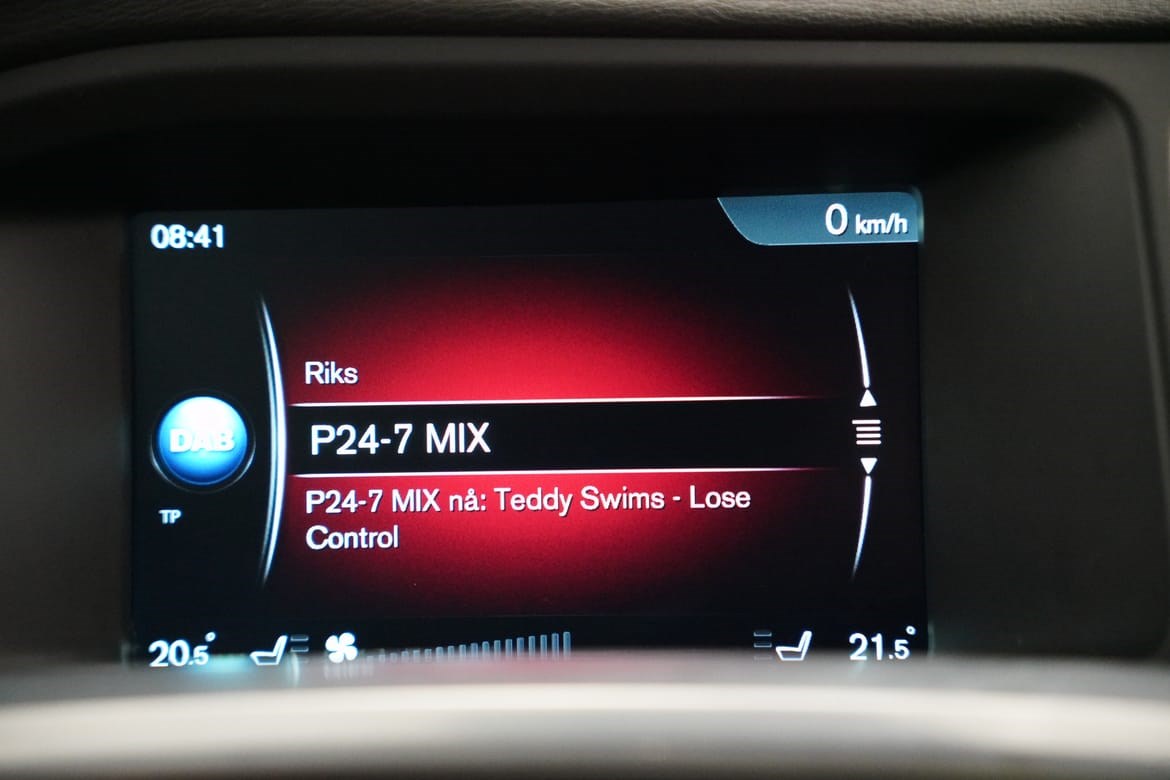 08:41
0 km/h
Riks
P24-7 MIX
DAB
P24-7 MIX nå: Teddy Swims - Lose
Control
TP
20.5°
21.5°